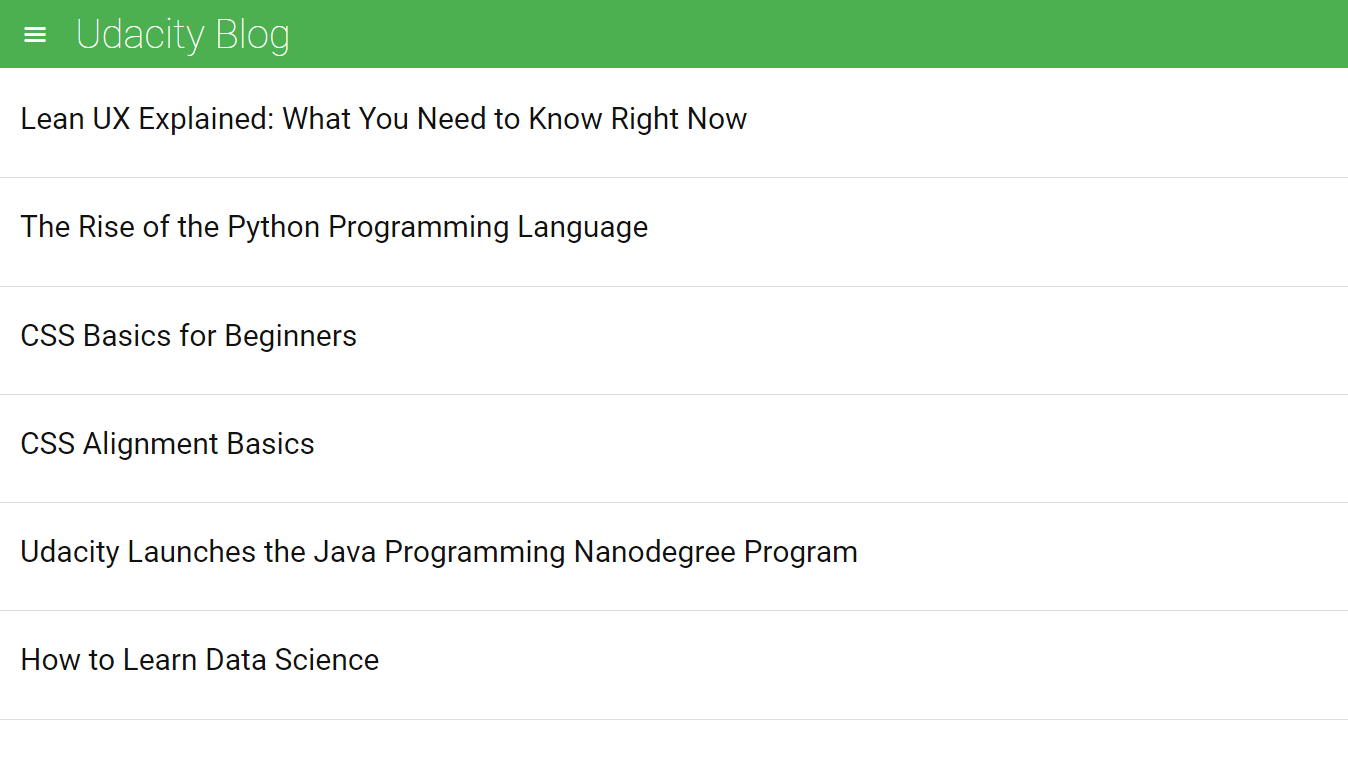 Udacity Blog
Lean UX Explained: What You Need to Know Right Now
The Rise of the Python Programming Language
CSS Basics for Beginners
CSS Alignment Basics
Udacity Launches the Java Programming Nanodegree Program
How to Learn Data Science